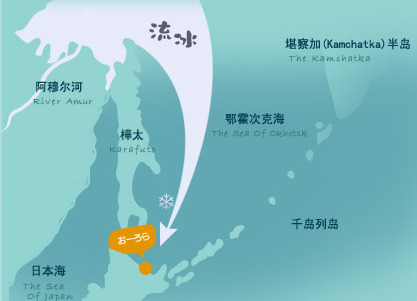 流冰
堪察加(Kamchatka)半岛
The Kamchatka
阿穆尔河
River Amur
鄂霍次克海
The Sea Of Okhotsk
樺太
Karafuto
千岛列岛
おーろら
日本海
The Sea
Of Japan